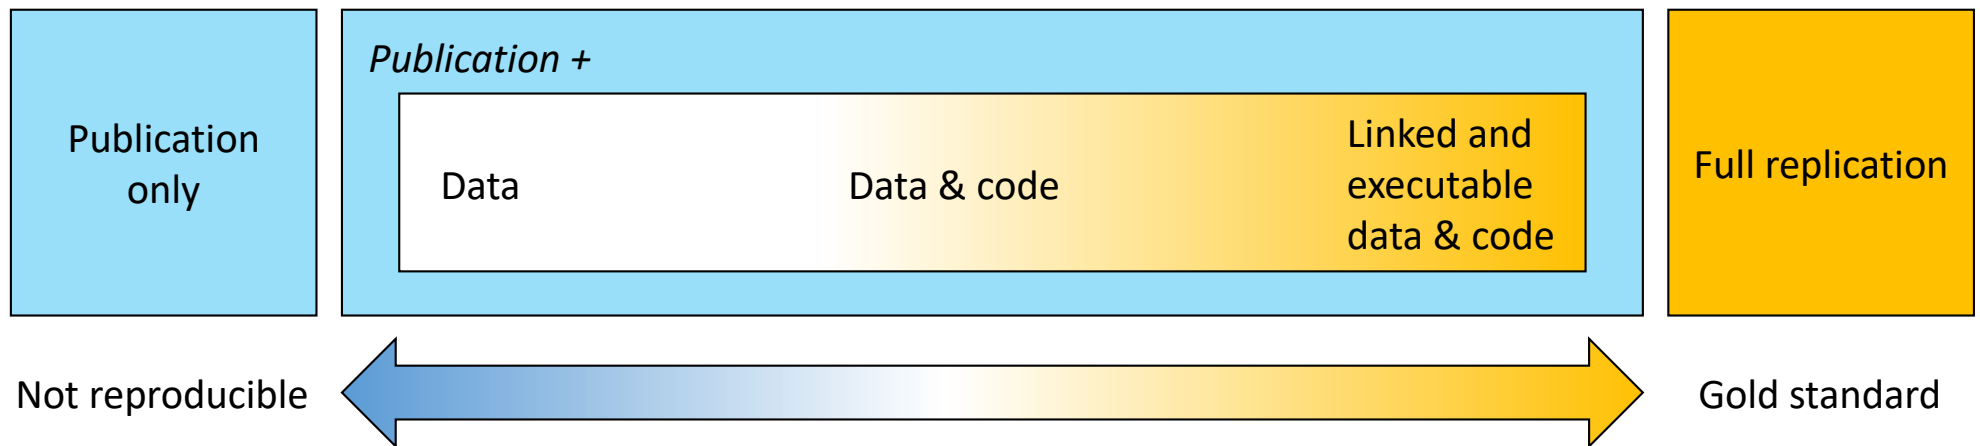 Publication
only
Publication +
Data
Data & code
Linked and
executable
data & code
Full replication
Not reproducible
Gold standard